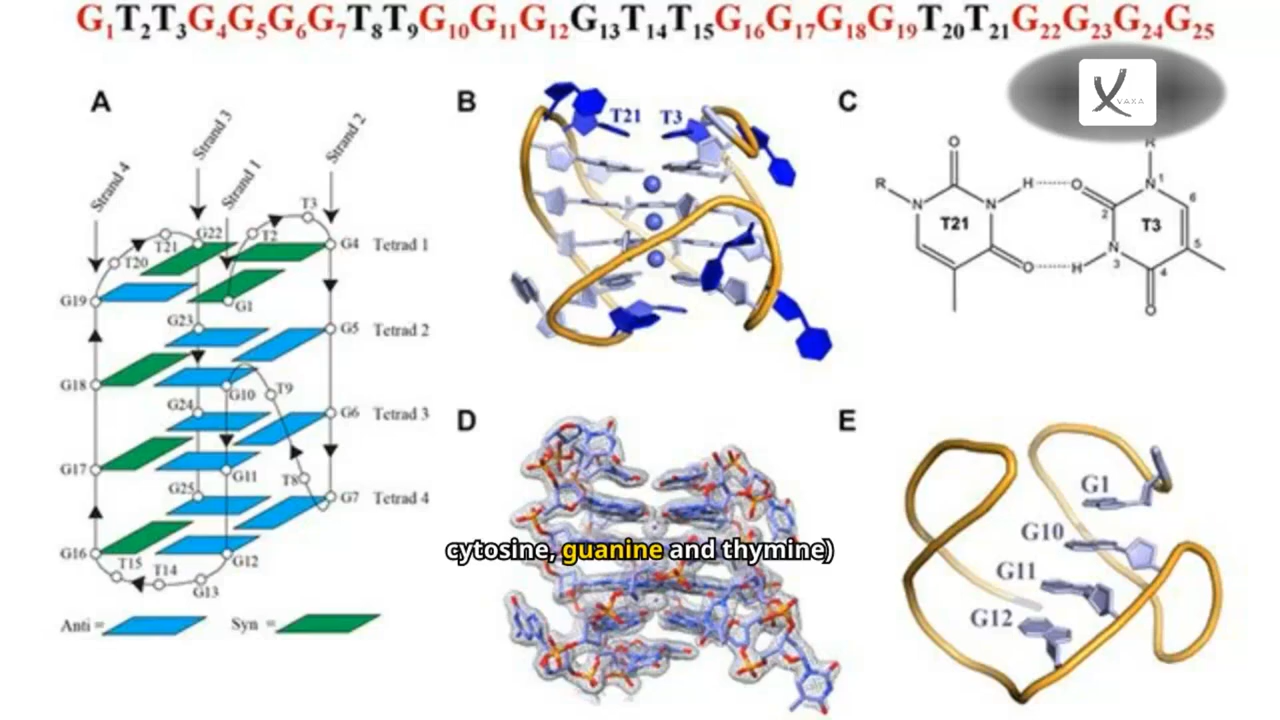 G1T2T3G4G5G6G7T8T9G10G11G12G13T14T15G16G17G18G19T20T21G22G23G24G25
A
Strand 4
Strand 3
Strand 1
Strand 2
T3
T2
G22
T21
T20
G4
Tetrad 1
G19
G1
G23
G5
Tetrad 2
G18
G10
T9
G24
G6
Tetrad 3
G17
G11
T8
G25
G7
Tetrad 4
G16
T15
T14
G13
G12
Anti =
Syn =
B
T21
T3
C
O
R
N
N
H
O
T21
O
H
R
N
1
2
6
T3
N
3
5
4
O
VAXA
D
E
G1
G10
G11
G12
cytosine, guanine and thymine)